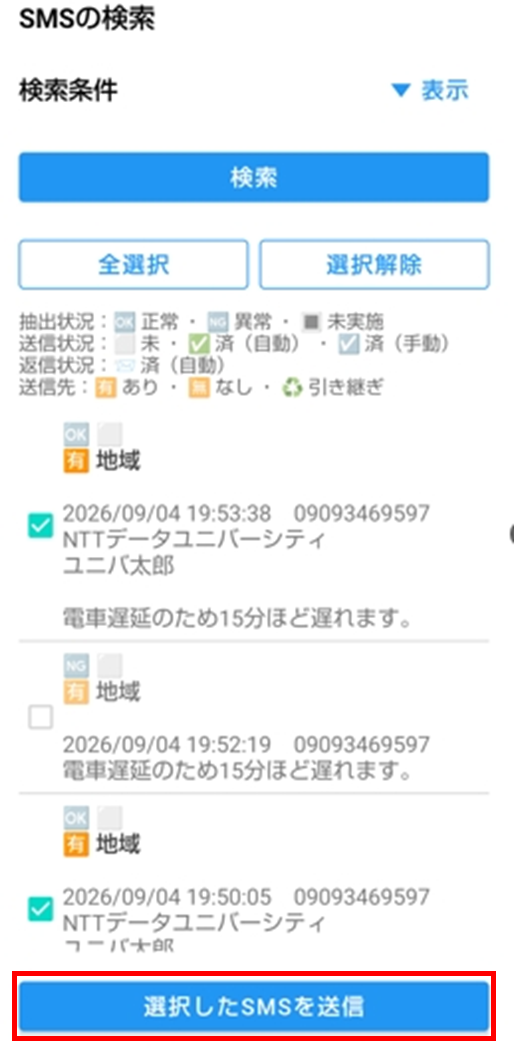 SMSの検索
検索条件
▼ 表示
検索
全選択
選択解除
抽出状況：🆗 正常 ・ 🆖 異常 ・ 🔳 未実施
送信状況：⬜ 未 ・ ✅ 済（自動） ・ ☑️ 済（手動）
返信状況：📨 済（自動）
送信先：🈶 あり ・ 🈚 なし ・ ♻️ 引き継ぎ
🆗 ⬜
🈶 地域
2026/09/04 19:53:38 09093469597
NTTデータユニバーシティ
ユニバ太郎
電車遅延のため15分ほど遅れます。
🆖 ⬜
🈶 地域
2026/09/04 19:52:19 09093469597
電車遅延のため15分ほど遅れます。
🆗 ⬜
🈶 地域
2026/09/04 19:50:05 09093469597
NTTデータユニバーシティ
ユニバ太郎
選択したSMSを送信